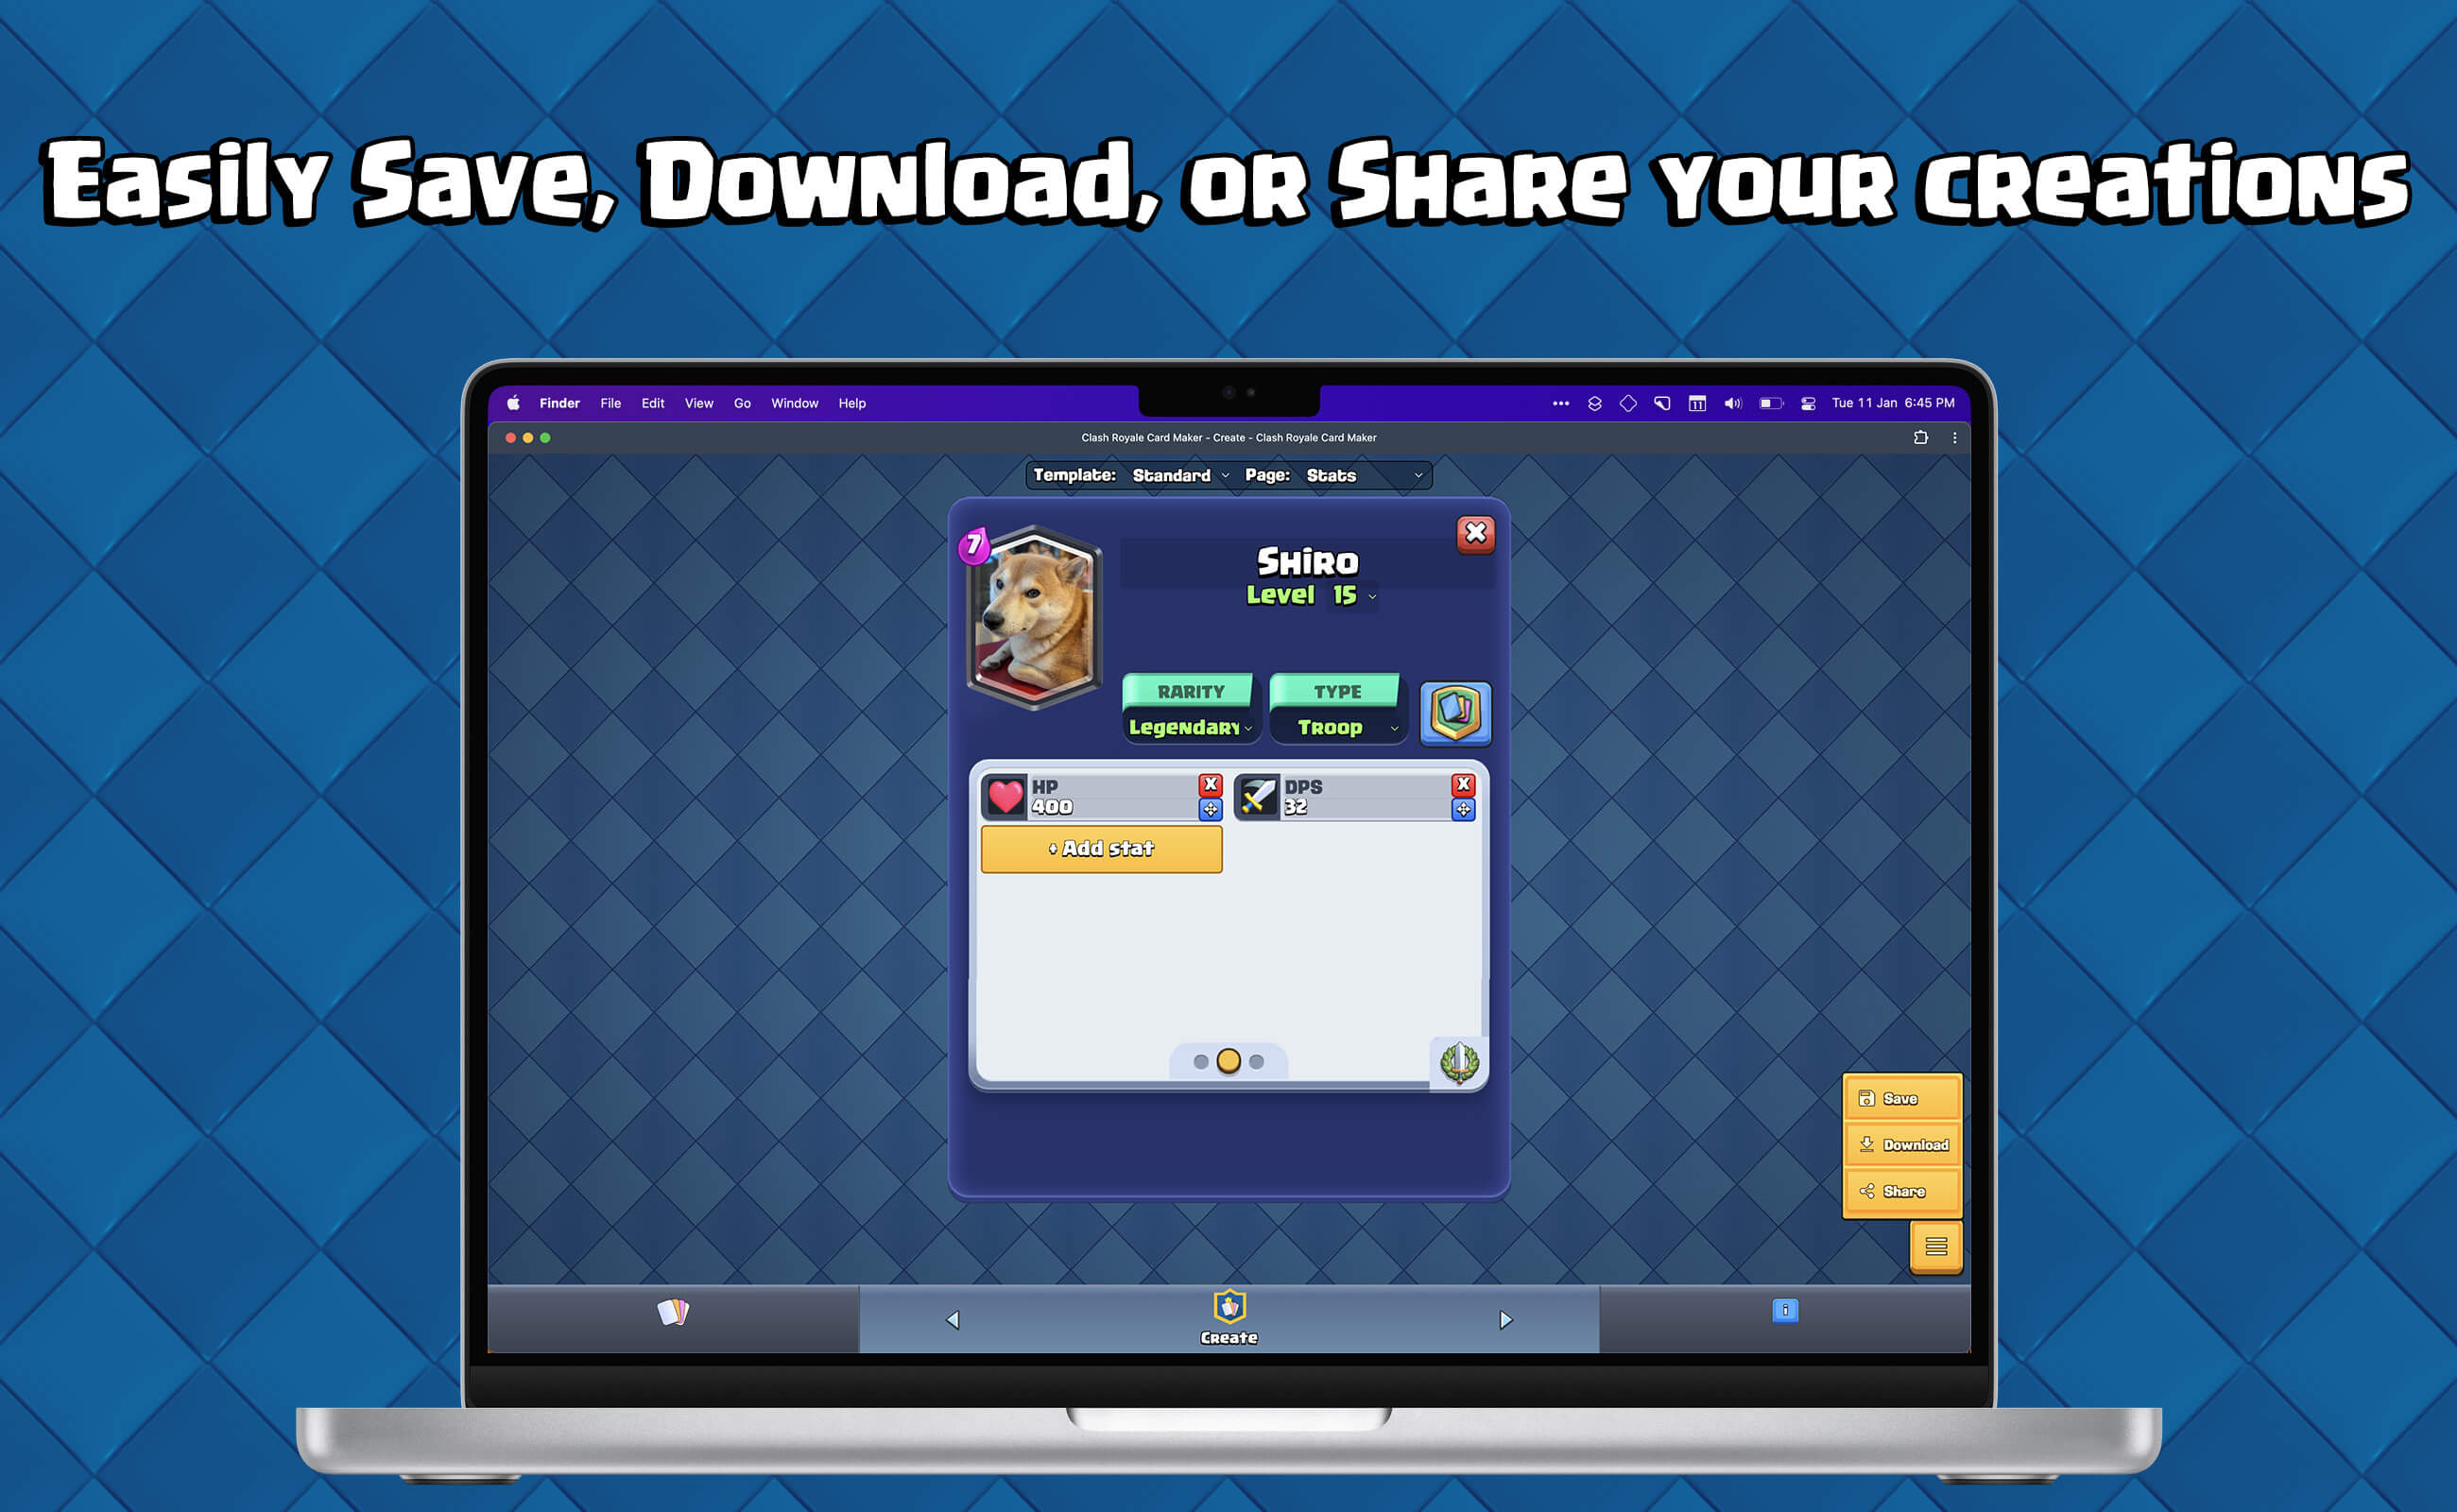 Easily Save, Download, or Share your creations
Finder File Edit View Go Window Help
11
Tue 11 Jan 6:45 PM
Clash Royale Card Maker - Create - Clash Royale Card Maker
Template: Standard Page: Stats
7
Shiro
Level 15
RARITY
Legendary
TYPE
Troop
HP
400
DPS
32
+ Add stat
Save
Download
Share
Create
i